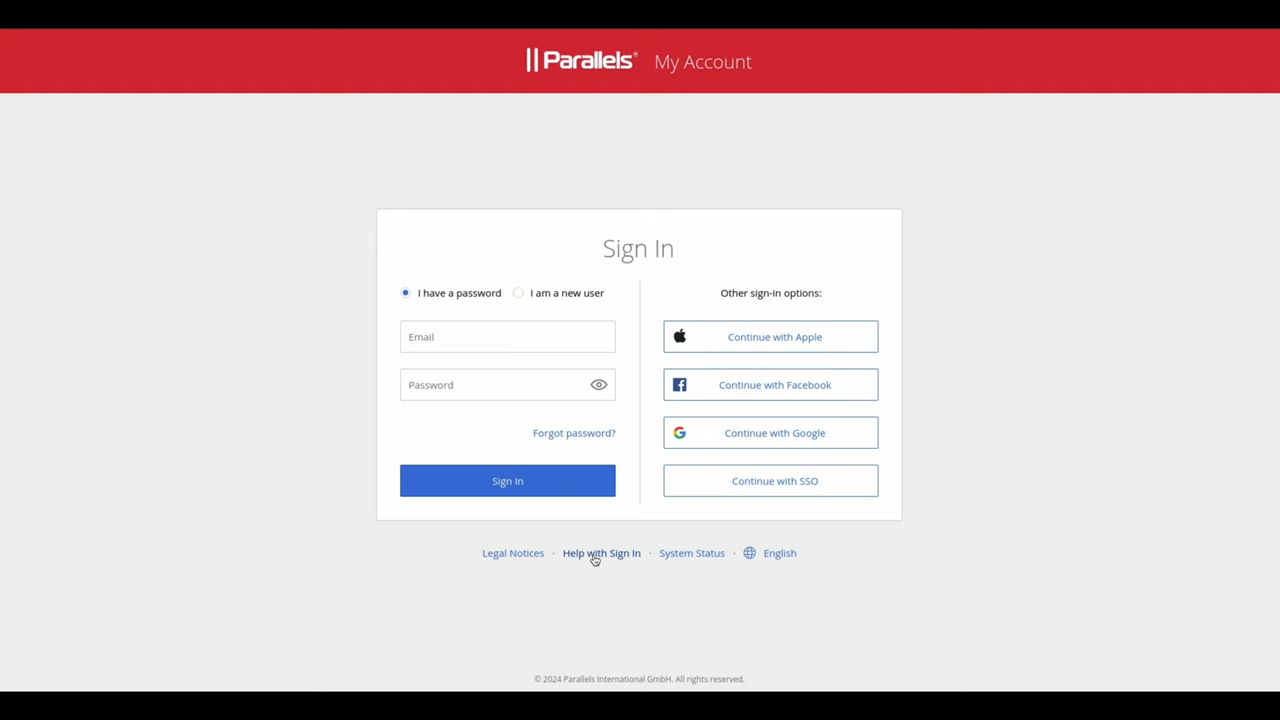 Parallels® My Account
Sign In
I have a password I am a new user
Other sign-in options:
Email
Password
Forgot password?
Sign In
Continue with Apple
Continue with Facebook
Continue with Google
Continue with SSO
Legal Notices · Help with Sign In · System Status · English
© 2024 Parallels International GmbH. All rights reserved.